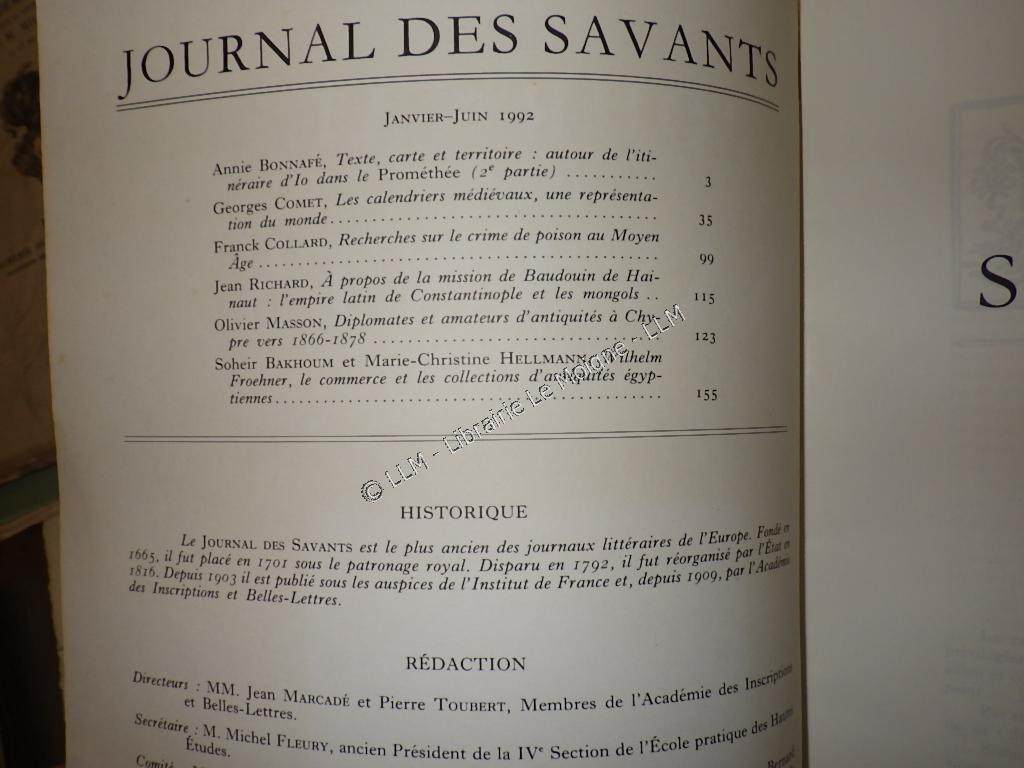 JOURNAL DES SAVANTS
JANVIER–JUIN 1992
Annie BONNAFÉ, Texte, carte et territoire : autour de l'iti-
néraire d'Io dans le Prométhée (2e partie) ........... 3
Georges COMET, Les calendriers médiévaux, une représenta-
tion du monde...................................... 35
Franck COLLARD, Recherches sur le crime de poison au Moyen
Âge .............................................. 99
Jean RICHARD, À propos de la mission de Baudouin de Hai-
naut : l'empire latin de Constantinople et les mongols .. 115
Olivier MASSON, Diplomates et amateurs d'antiquités à Chy-
pre vers 1866-1878 ................................ 123
Soheir BAKHOUM et Marie-Christine HELLMANN, Wilhelm
Froehner, le commerce et les collections d'antiquités égyp-
tiennes............................................ 155
© LLM - Librairie Le Moigne - LLM
HISTORIQUE
Le JOURNAL DES SAVANTS est le plus ancien des journaux littéraires de l'Europe. Fondé en
1665, il fut placé en 1701 sous le patronage royal. Disparu en 1792, il fut réorganisé par l'État en
1816. Depuis 1903 il est publié sous les auspices de l'Institut de France et, depuis 1909, par l'Académie
des Inscriptions et Belles-Lettres.
RÉDACTION
Directeurs : MM. Jean MARCADÉ et Pierre TOUBERT, Membres de l'Académie des Inscriptions
et Belles-Lettres.
Secrétaire : M. Michel FLEURY, ancien Président de la IVe Section de l'École pratique des Hautes
Études.
Comité
Bernard
S